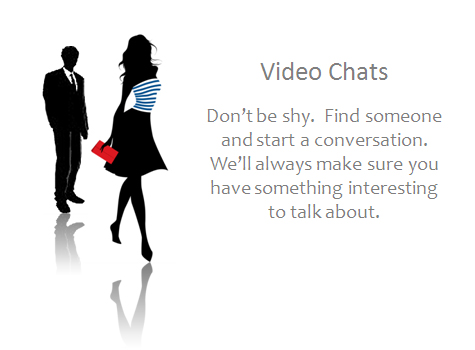 Video Chats
Don't be shy.  Find someone
and start a conversation.
We'll always make sure you
have something interesting
to talk about.